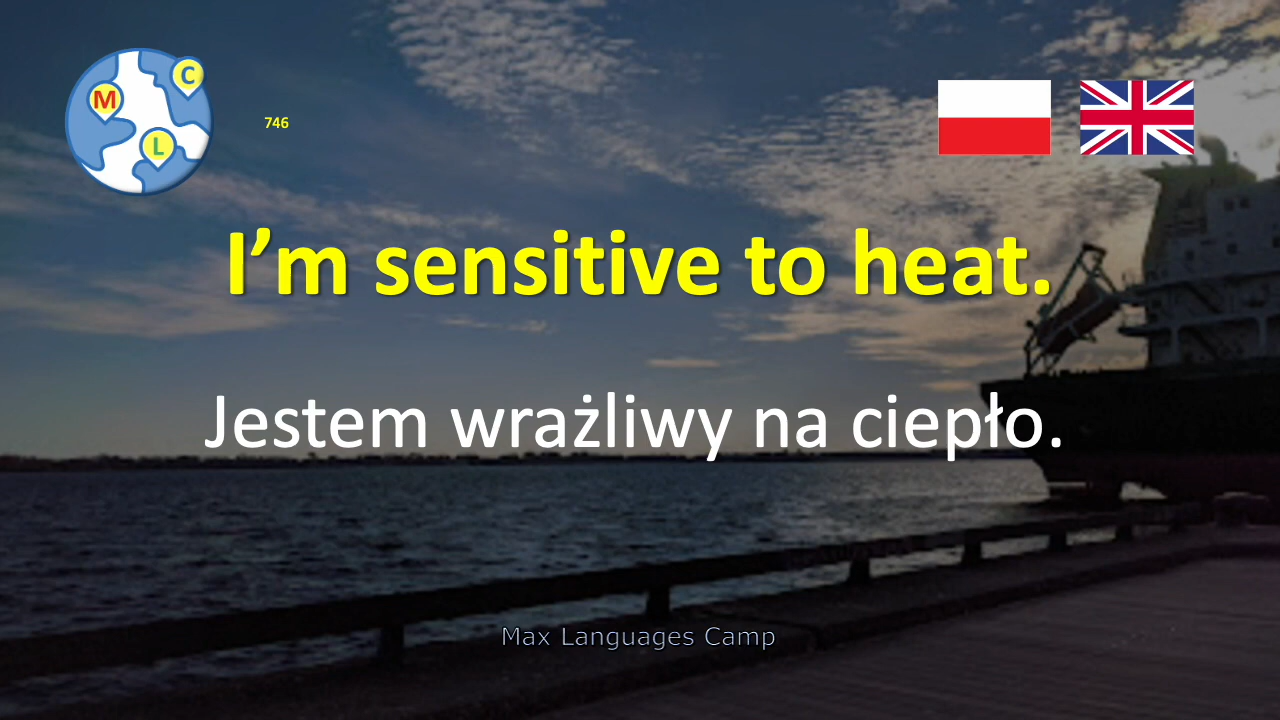 M
C
L
746
I’m sensitive to heat.
Jestem wrażliwy na ciepło.
Max Languages Camp